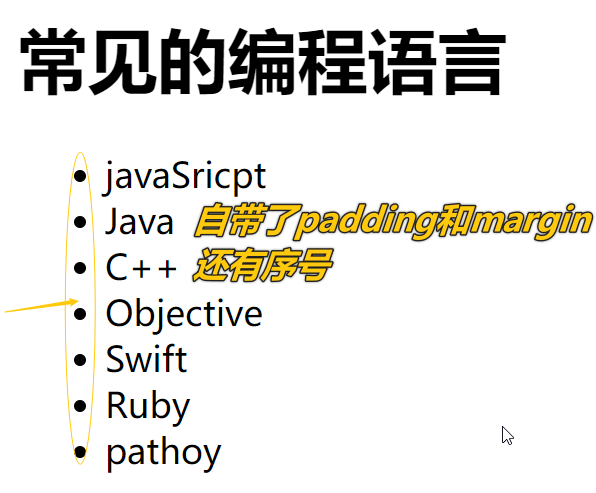 常见的编程语言
javaSricpt
Java 自带了padding和margin
C++ 还有序号
Objective
Swift
Ruby
pathoy